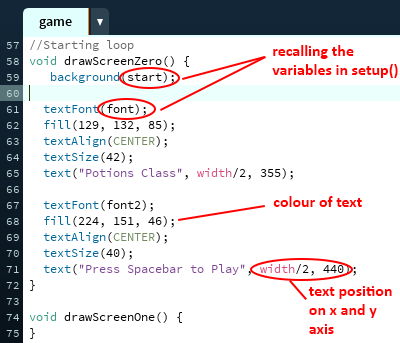 game ▼
57 //Starting loop
58 void drawScreenZero() {
59 background(start);
60
61 textFont(font);
62 fill(129, 132, 85);
63 textAlign(CENTER);
64 textSize(42);
65 text("Potions Class", width/2, 355);
66
67 textFont(font2);
68 fill(224, 151, 46);
69 textAlign(CENTER);
70 textSize(40);
71 text("Press Spacebar to Play", width/2, 440);
72 }
73
74 void drawScreenOne() {
75 }
recalling the
variables in setup()
colour of text
text position
on x and y
axis